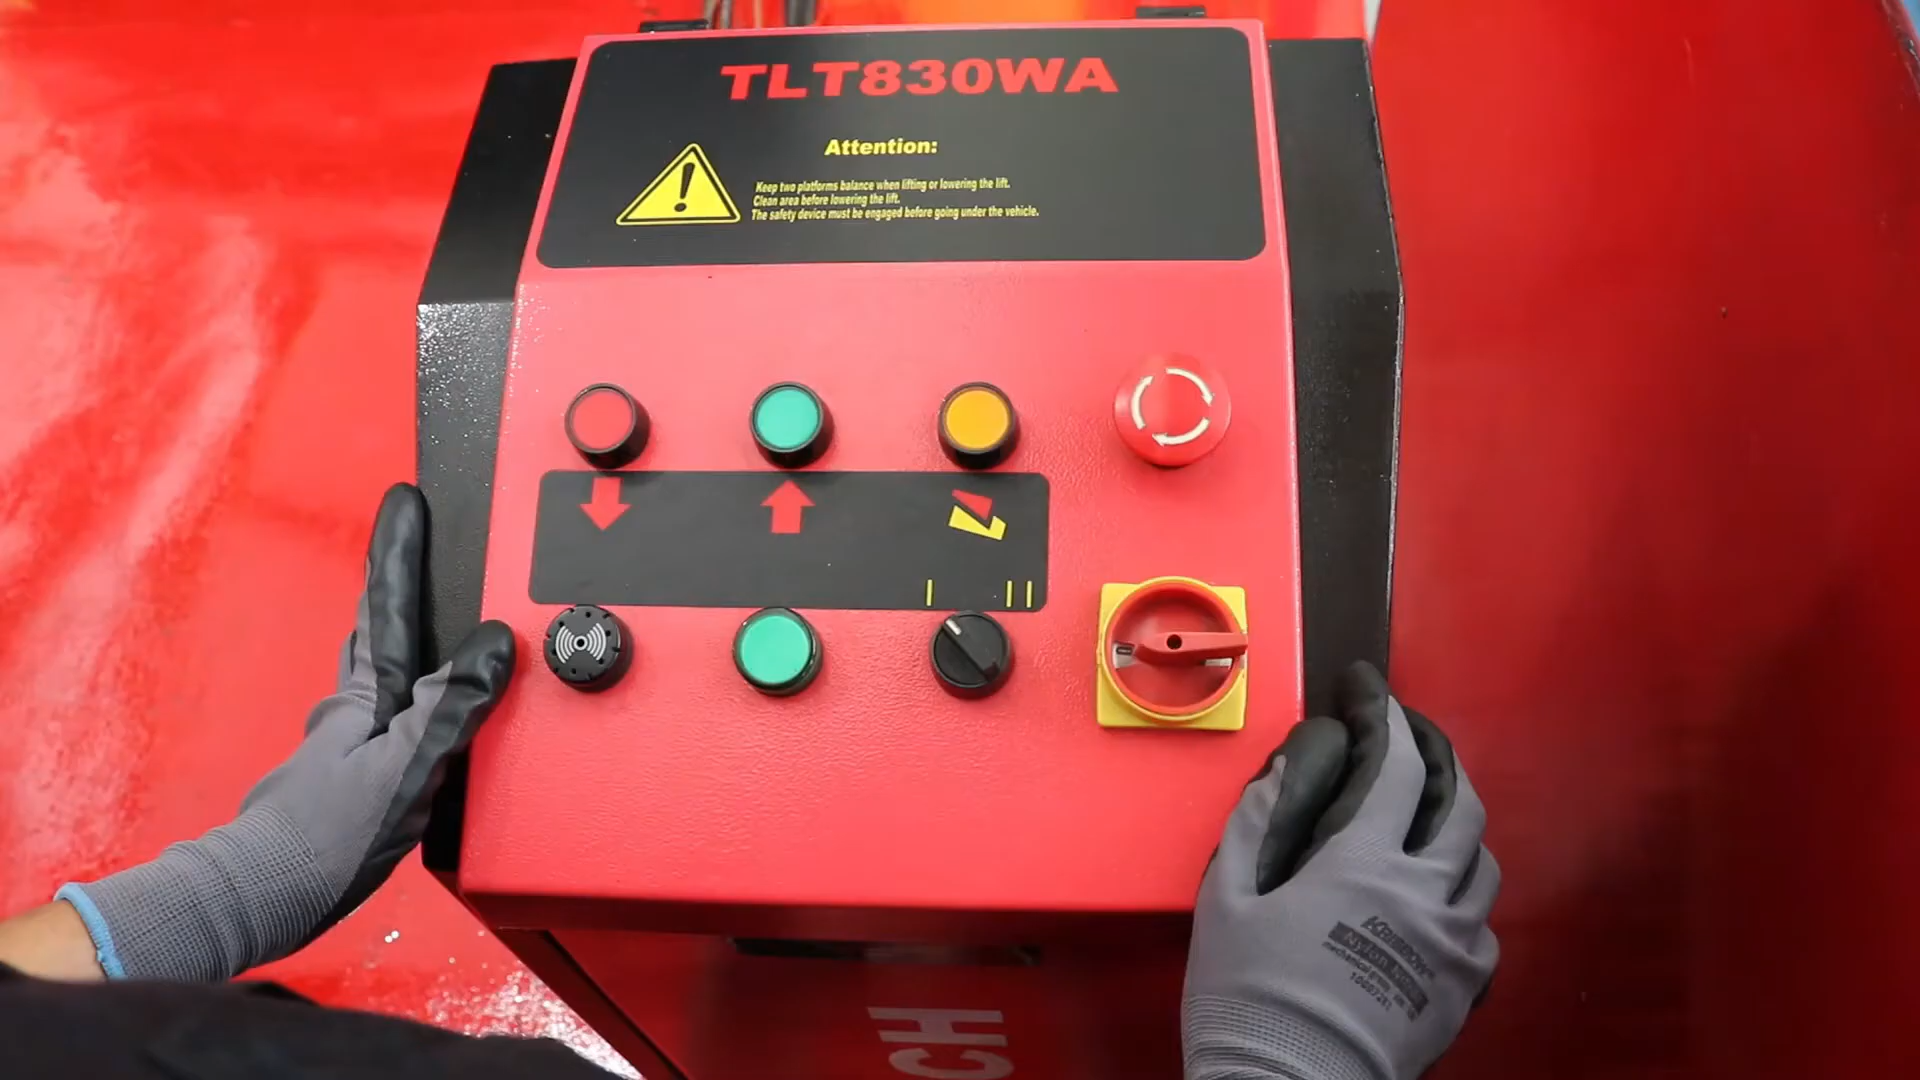 TLT830WA
Attention:
Keep two platforms balance when lifting or lowering the lift.
Clean area before lowering the lift.
The safety device must be engaged before going under the vehicle.
I II
CH